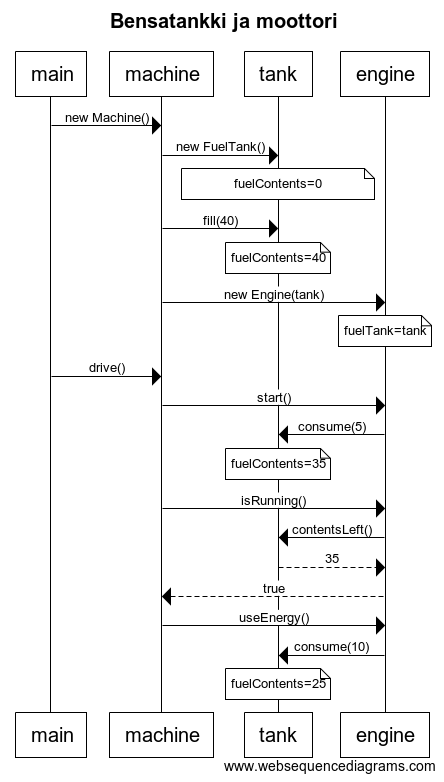 Bensatankki ja moottori
main machine tank engine
new Machine()
new FuelTank()
fuelContents=0
fill(40)
fuelContents=40
new Engine(tank)
fuelTank=tank
drive()
start()
consume(5)
fuelContents=35
isRunning()
contentsLeft()
35
true
useEnergy()
consume(10)
fuelContents=25
main machine tank engine
www.websequencediagrams.com